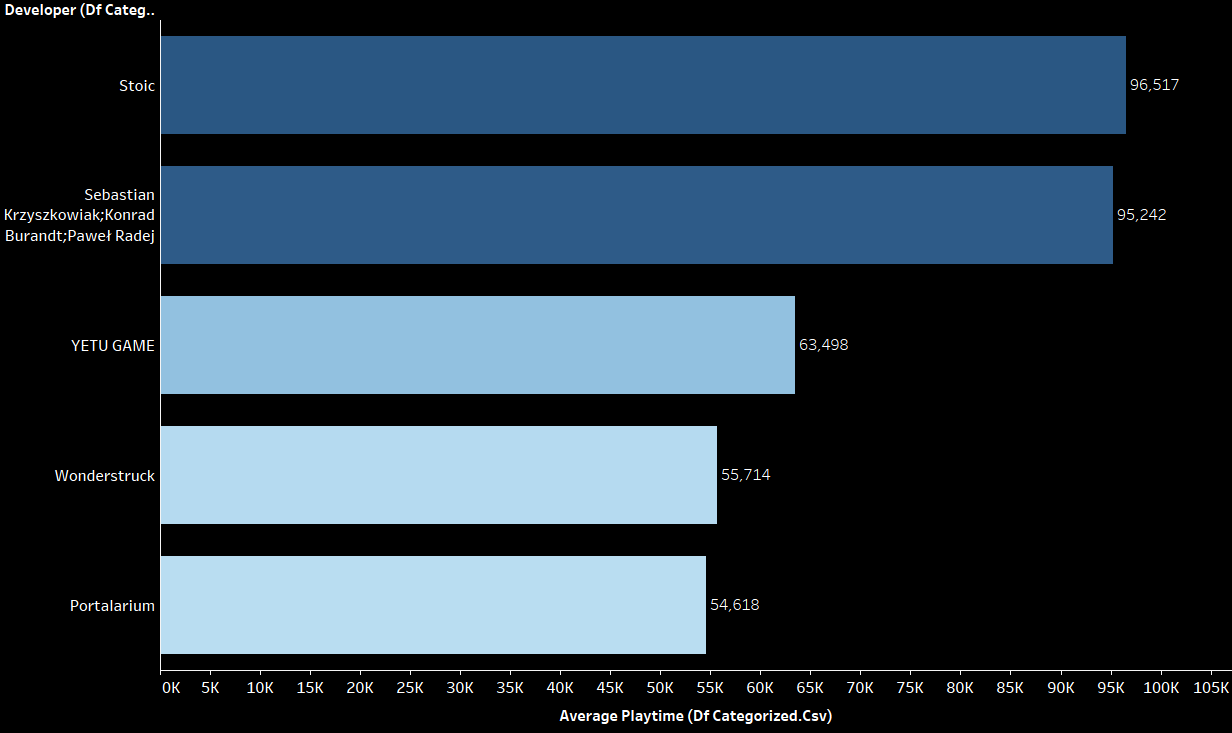 Developer (Df Categ..
Stoic
96,517
Sebastian
Krzyszkowiak;Konrad
Burandt;Paweł Radej
95,242
YETU GAME
63,498
Wonderstruck
55,714
Portalarium
54,618
0K 5K 10K 15K 20K 25K 30K 35K 40K 45K 50K 55K 60K 65K 70K 75K 80K 85K 90K 95K 100K 105K
Average Playtime (Df Categorized.Csv)